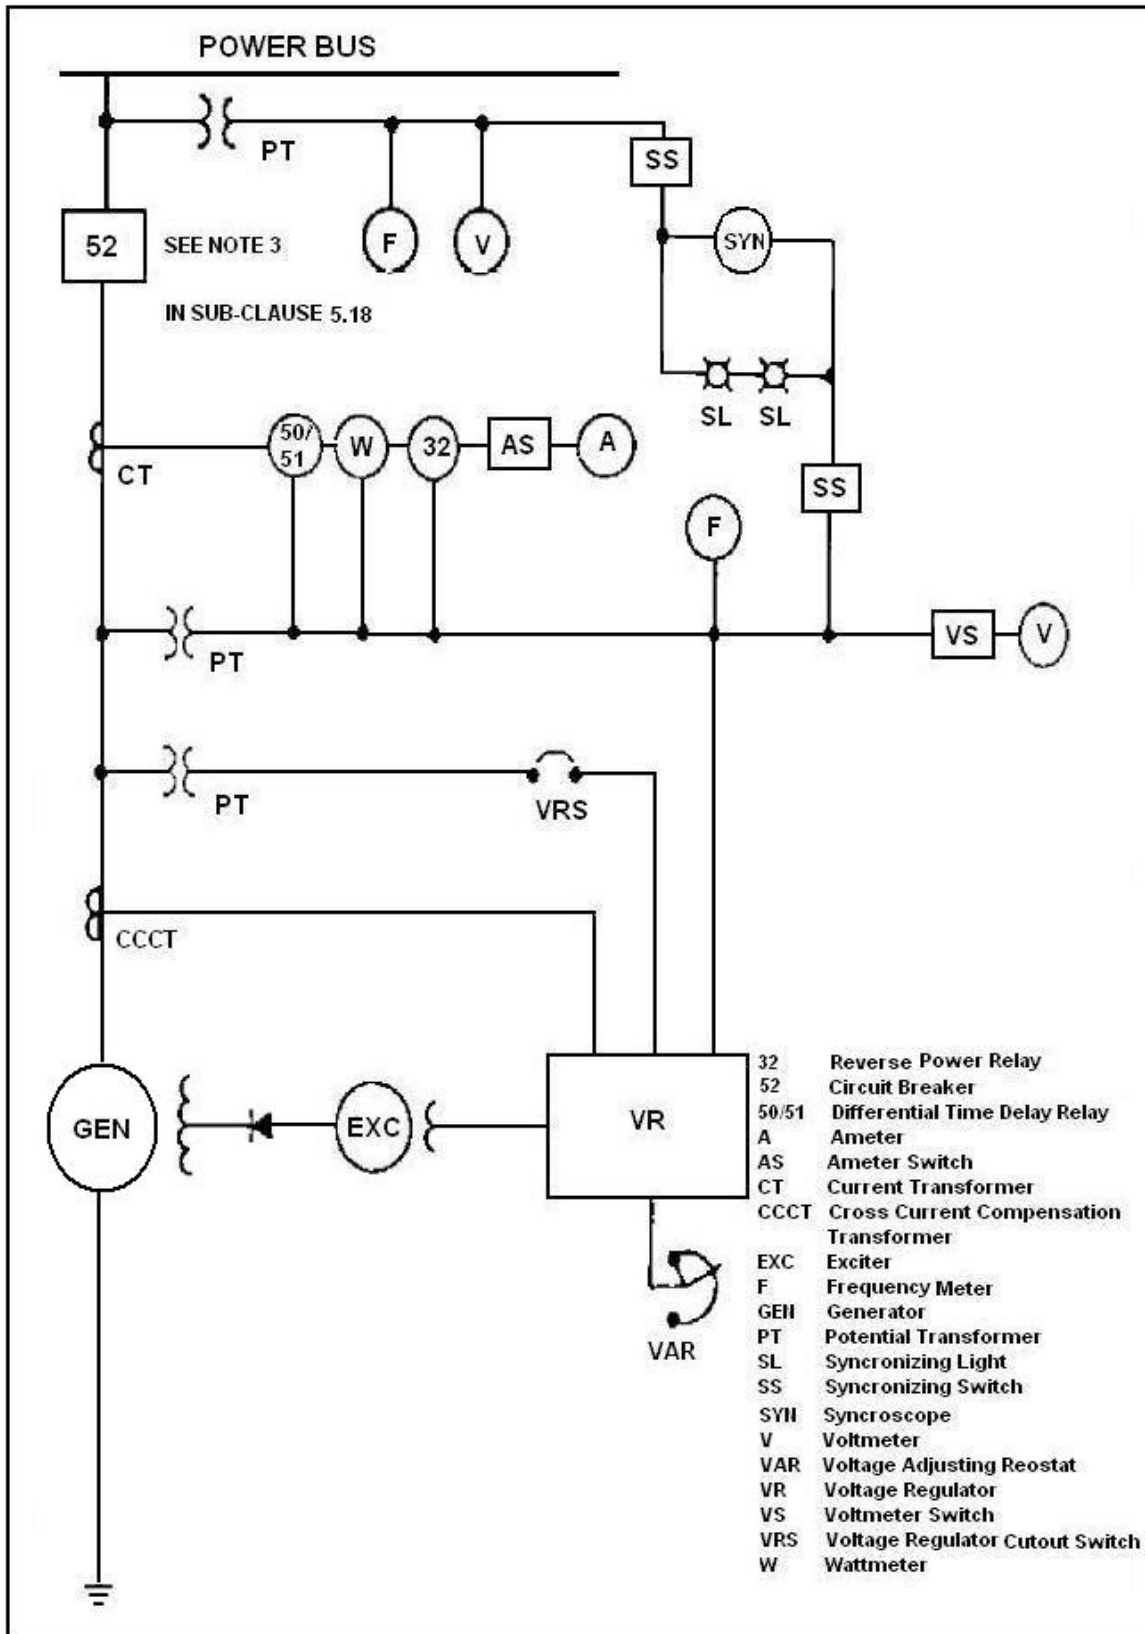 POWER BUS
PT
SS
52
SEE NOTE 3
F
V
SYN
IN SUB-CLAUSE 5.18
SL SL
50/
51
W
32
AS
A
CT
SS
F
PT
VS
V
PT
VRS
CCCT
GEN
EXC
VR
VAR
32 Reverse Power Relay
52 Circuit Breaker
50/51 Differential Time Delay Relay
A Ameter
AS Ameter Switch
CT Current Transformer
CCCT Cross Current Compensation
Transformer
EXC Exciter
F Frequency Meter
GEN Generator
PT Potential Transformer
SL Syncronizing Light
SS Syncronizing Switch
SYN Syncroscope
V Voltmeter
VAR Voltage Adjusting Reostat
VR Voltage Regulator
VS Voltmeter Switch
VRS Voltage Regulator Cutout Switch
W Wattmeter